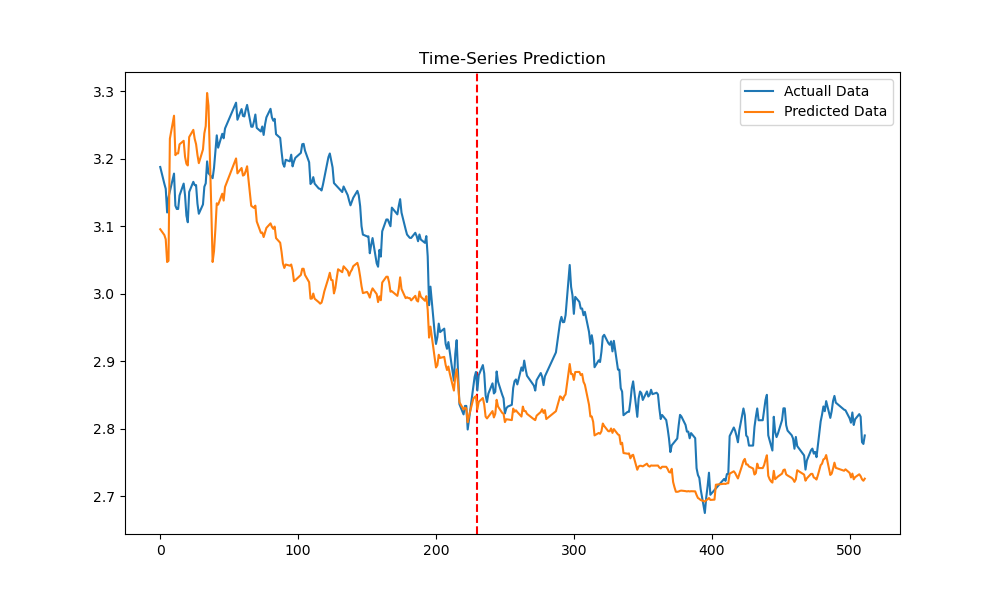 Time-Series Prediction
Actuall Data
Predicted Data
3.3
3.2
3.1
3.0
2.9
2.8
2.7
0 100 200 300 400 500